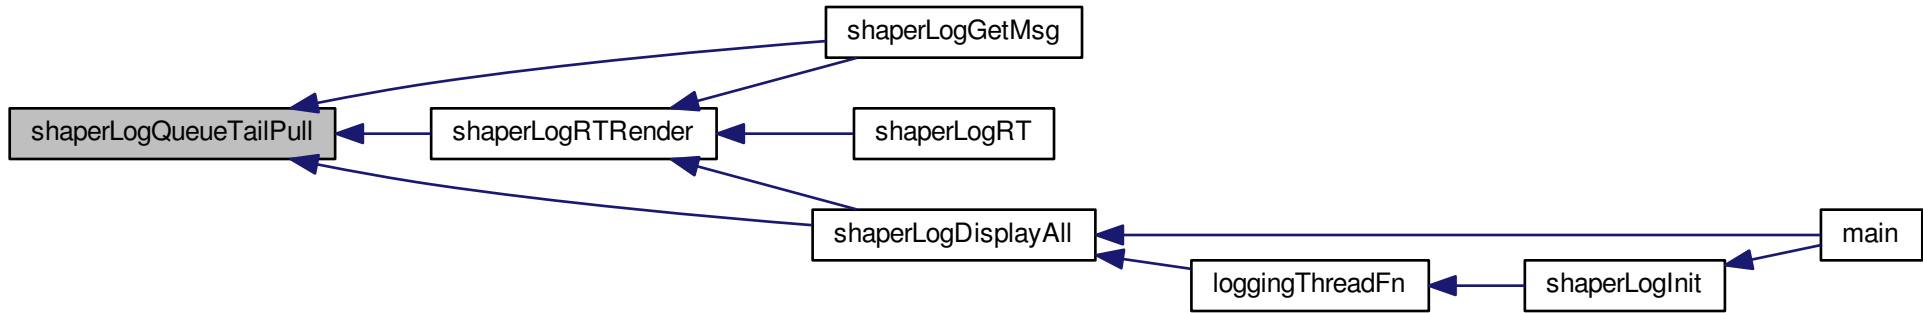 shaperLogGetMsg
shaperLogQueueTailPull
shaperLogRTRender
shaperLogRT
shaperLogDisplayAll
main
loggingThreadFn
shaperLogInit